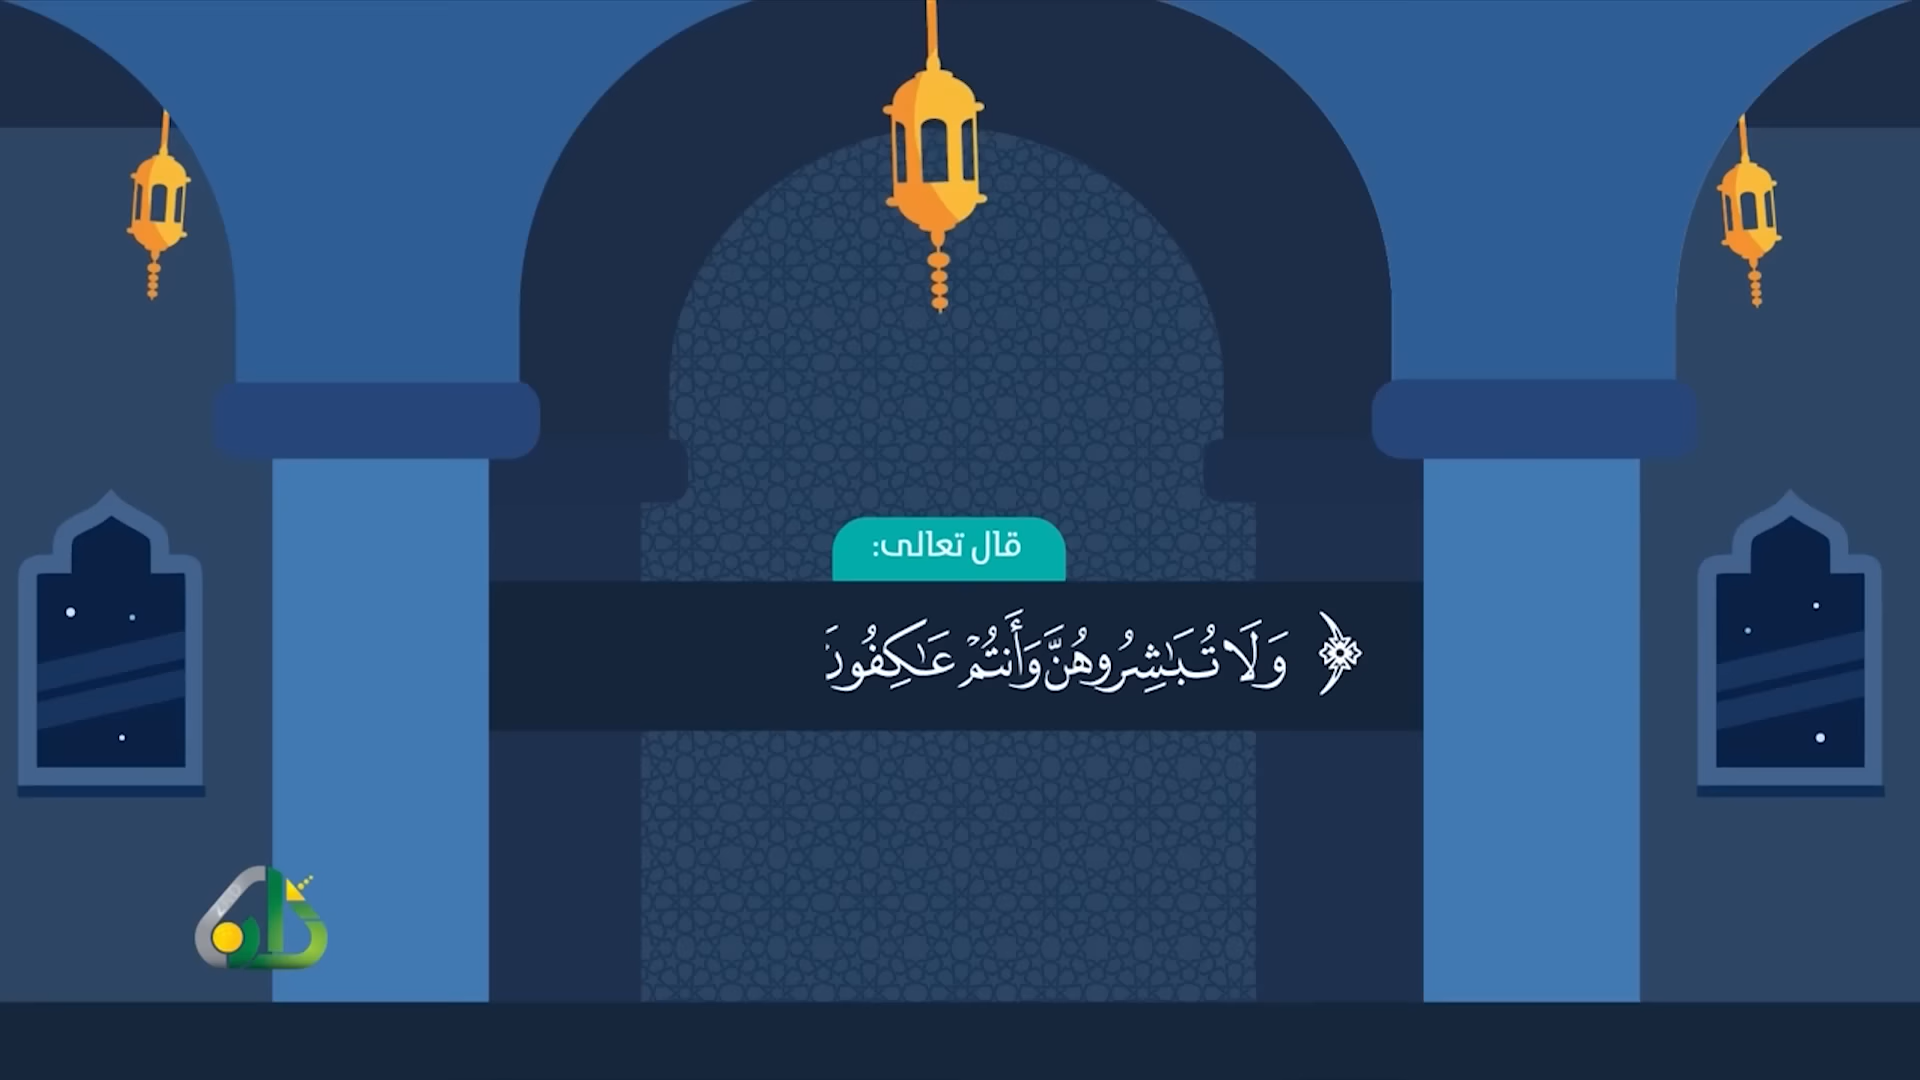 قال تعالى:
﴿ وَلَا تُبَٰشِرُوهُنَّ وَأَنتُمْ عَٰكِفُونَ